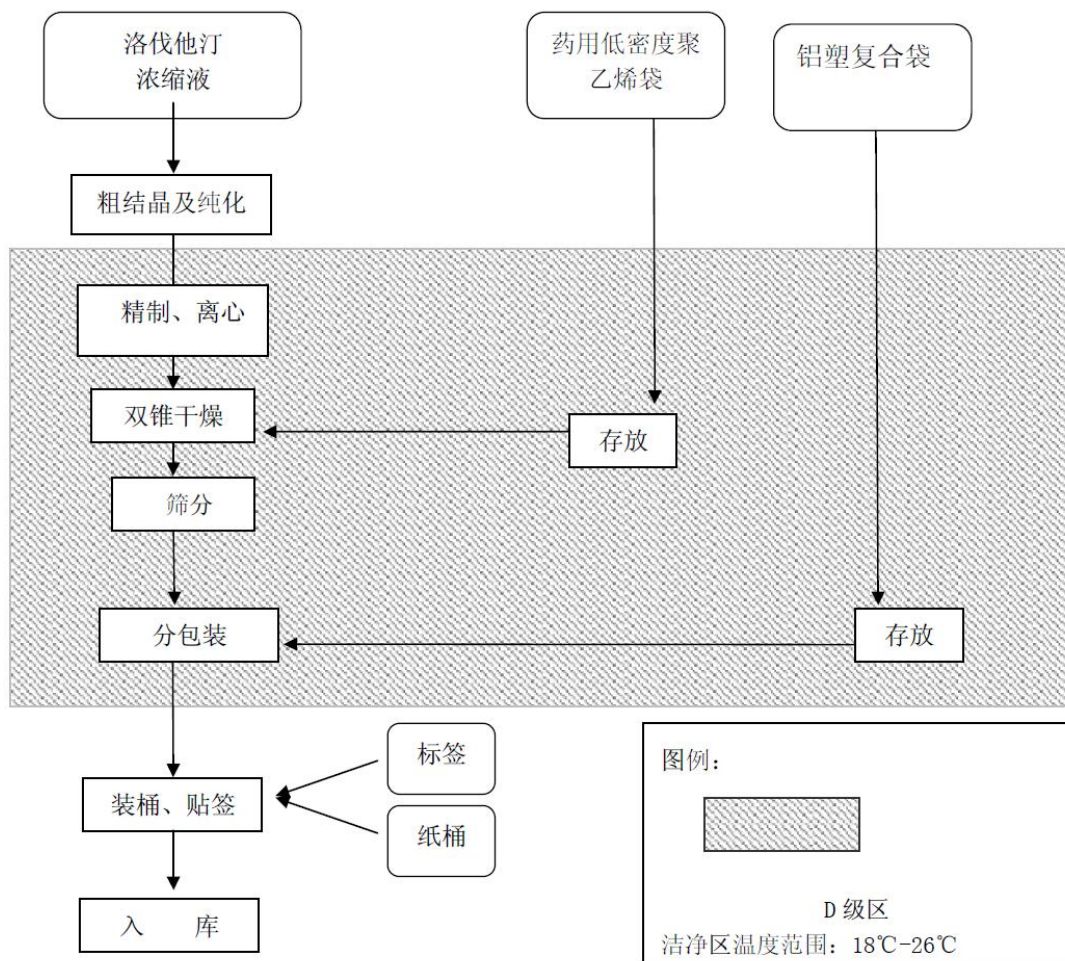 洛伐他汀
浓缩液
药用低密度聚
乙烯袋
铝塑复合袋
粗结晶及纯化
精制、离心
双锥干燥
存放
筛分
分包装
存放
标签
装桶、贴签
纸桶
入 库
图例：
D 级区
洁净区温度范围：18℃-26℃